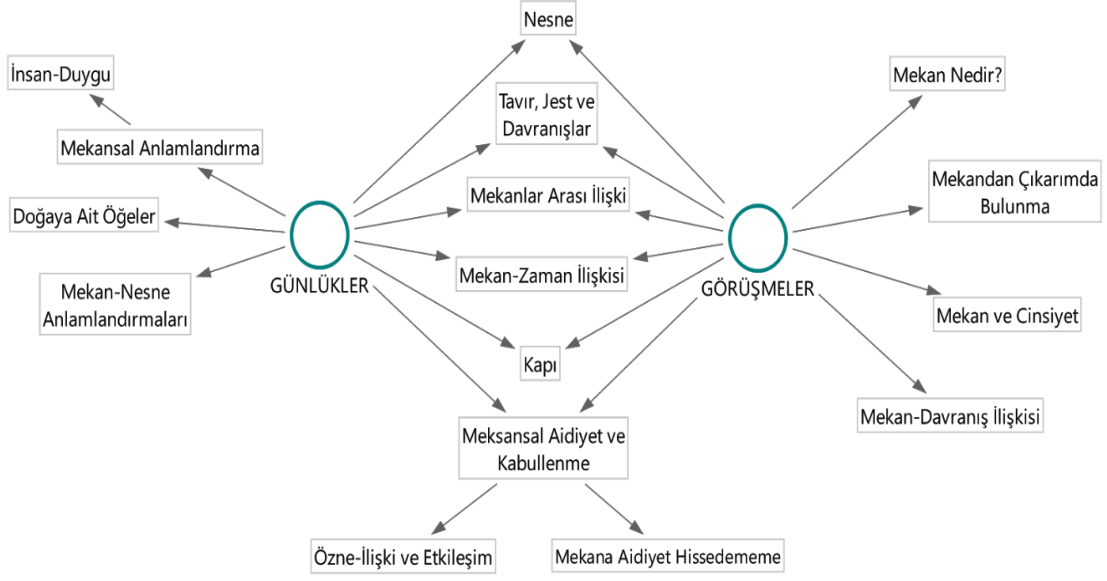 Nesne
İnsan-Duygu
Mekan Nedir?
Tavır, Jest ve
Davranışlar
Mekansal Anlamlandırma
Mekanlar Arası İlişki
Mekandan Çıkarımda
Bulunma
Doğaya Ait Öğeler
Mekan-Zaman İlişkisi
GÜNLÜKLER
GÖRÜŞMELER
Mekan-Nesne
Anlamlandırmaları
Mekan ve Cinsiyet
Kapı
Mekan-Davranış İlişkisi
Meksansal Aidiyet ve
Kabullenme
Özne-İlişki ve Etkileşim
Mekana Aidiyet Hissedememe